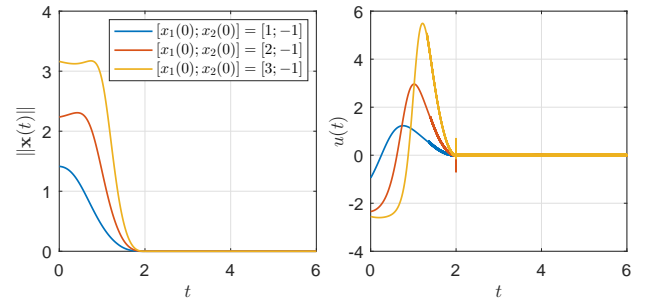 4
3
2
1
0
||x(t)||
[x₁(0); x₂(0)] = [1; −1]
[x₁(0); x₂(0)] = [2; −1]
[x₁(0); x₂(0)] = [3; −1]
0 2 4 6
t
6
4
2
0
-2
-4
u(t)
0 2 4 6
t